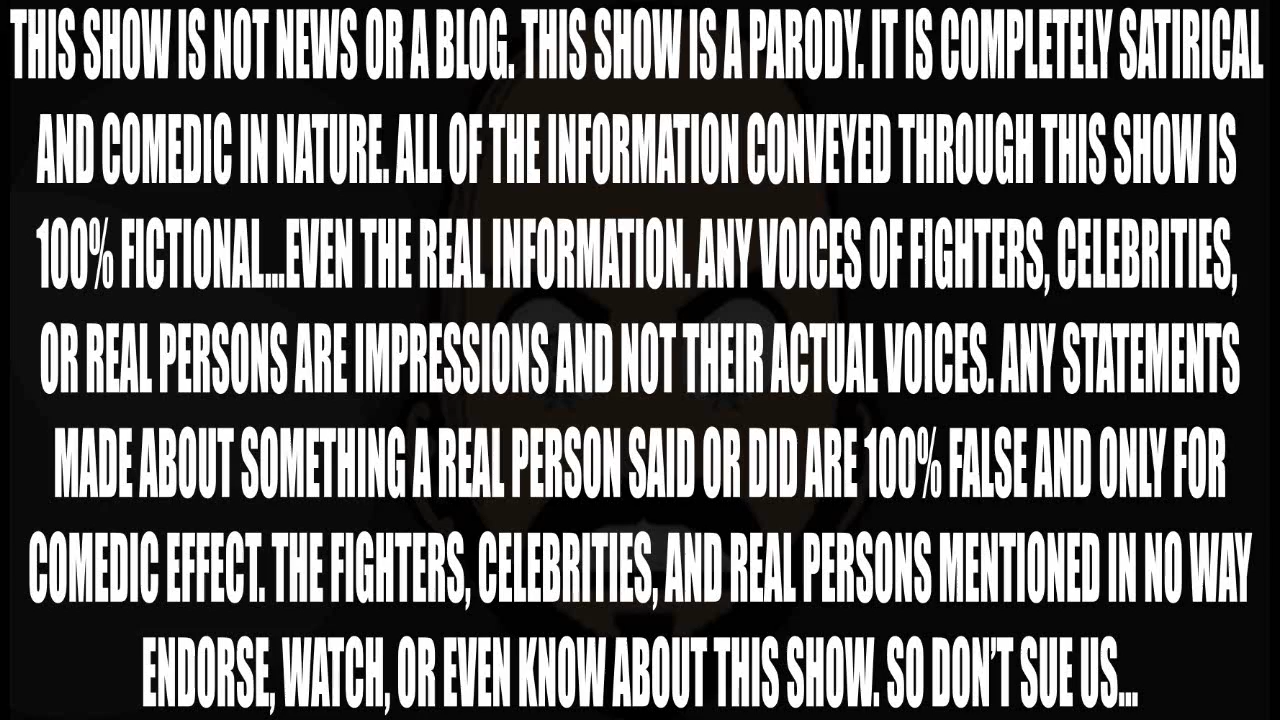 THIS SHOW IS NOT NEWS OR A BLOG. THIS SHOW IS A PARODY. IT IS COMPLETELY SATIRICAL
AND COMEDIC IN NATURE. ALL OF THE INFORMATION CONVEYED THROUGH THIS SHOW IS
100% FICTIONAL...EVEN THE REAL INFORMATION. ANY VOICES OF FIGHTERS, CELEBRITIES,
OR REAL PERSONS ARE IMPRESSIONS AND NOT THEIR ACTUAL VOICES. ANY STATEMENTS
MADE ABOUT SOMETHING A REAL PERSON SAID OR DID ARE 100% FALSE AND ONLY FOR
COMEDIC EFFECT. THE FIGHTERS, CELEBRITIES, AND REAL PERSONS MENTIONED IN NO WAY
ENDORSE, WATCH, OR EVEN KNOW ABOUT THIS SHOW. SO DON'T SUE US...